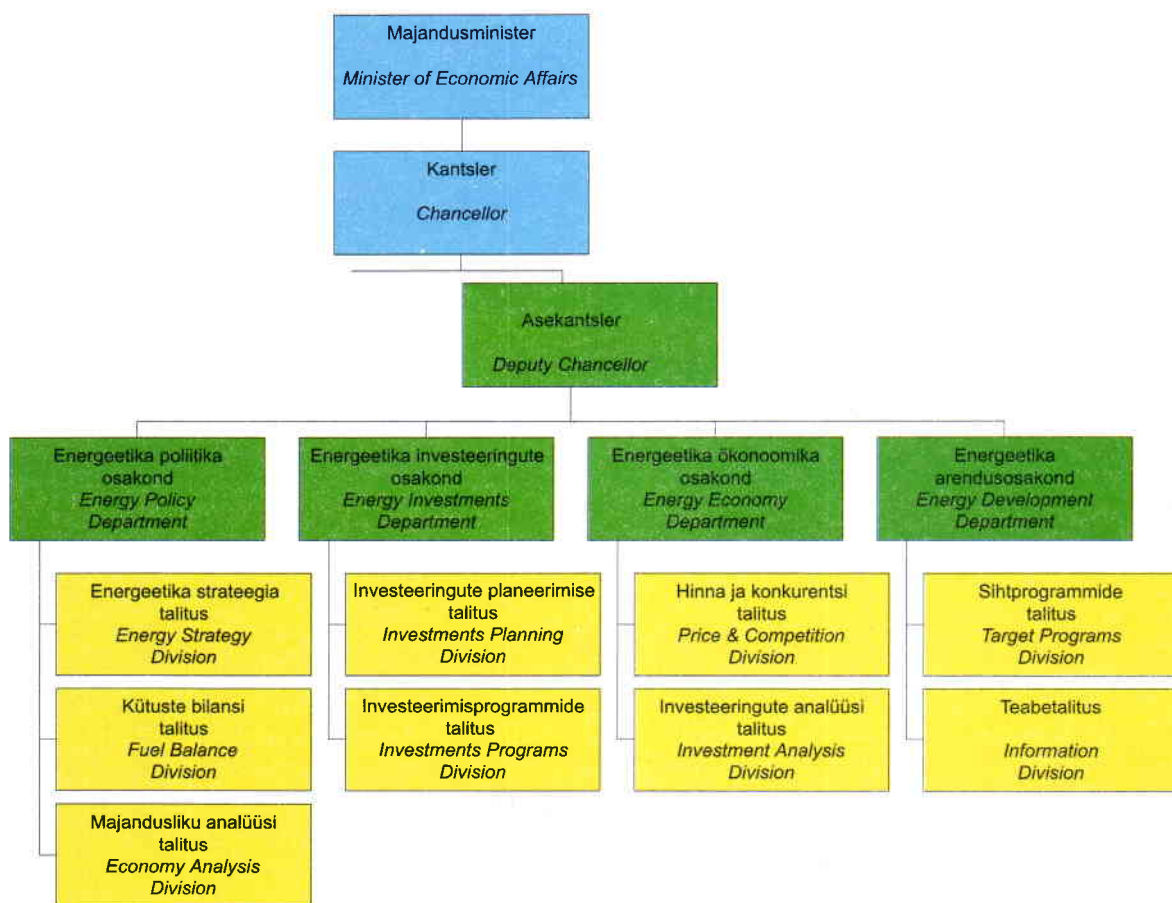 Majandusminister
Minister of Economic Affairs
Kantsler
Chancellor
Asekantsler
Deputy Chancellor
Energeetika poliitika
osakond
Energy Policy
Department
Energeetika investeeringute
osakond
Energy Investments
Department
Energeetika ökonoomika
osakond
Energy Economy
Department
Energeetika
arendusosakond
Energy Development
Department
Energeetika strateegia
talitus
Energy Strategy
Division
Investeeringute planeerimise
talitus
Investments Planning
Division
Hinna ja konkurentsi
talitus
Price & Competition
Division
Sihtprogrammide
talitus
Target Programs
Division
Kütuste bilansi
talitus
Fuel Balance
Division
Investeerimisprogrammide
talitus
Investments Programs
Division
Investeeringute analüüsi
talitus
Investment Analysis
Division
Teabetalitus
Information
Division
Majandusliku analüüsi
talitus
Economy Analysis
Division